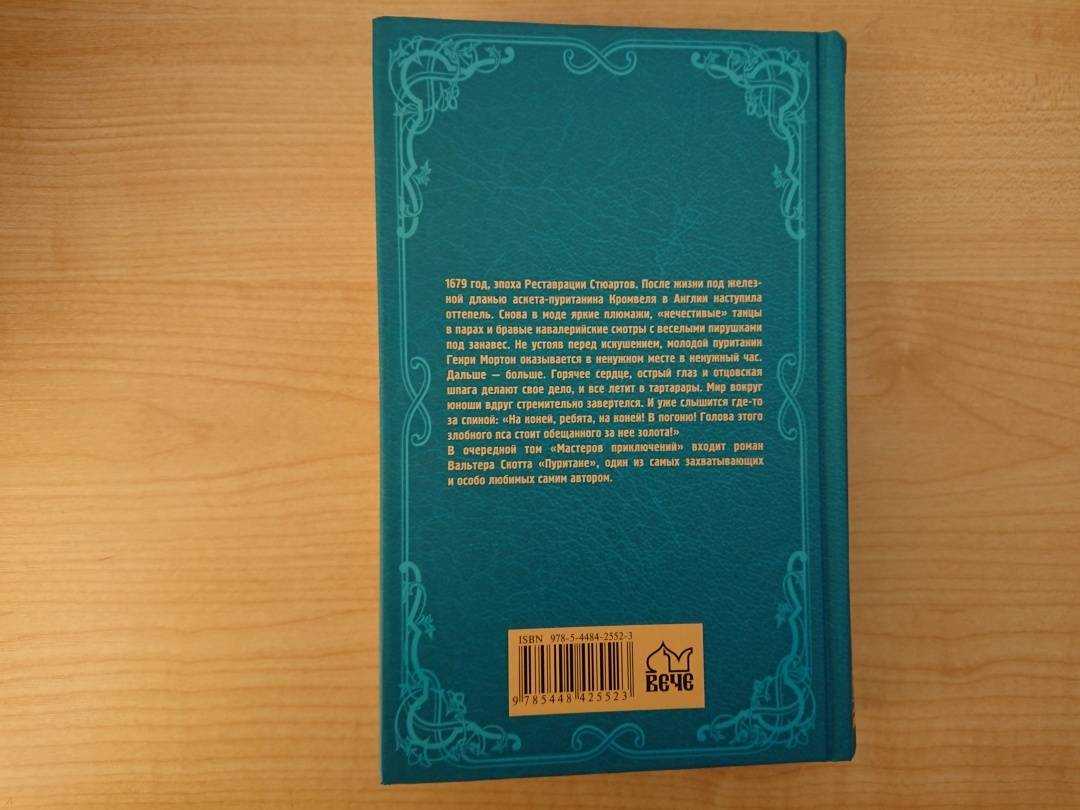 1679 год, эпоха Реставрации Стюартов. После жизни под желез-
ной дланью аскета-пуританина Кромвеля в Англии наступила
оттепель. Снова в моде яркие плюмажи, «нечестивые» танцы
в парах и бравые кавалерийские смотры с веселыми пирушками
под занавес. Не устояв перед искушением, молодой пуританин
Генри Мортон оказывается в ненужном месте в ненужный час.
Дальше — больше. Горячее сердце, острый глаз и отцовская
шпага делают свое дело, и все летит в тартарары. Мир вокруг
юноши вдруг стремительно завертелся. И уже слышится где-то
за спиной: «На коней, ребята, на коней! В погоню! Голова этого
злобного пса стоит обещанного за нее золота!»
В очередной том «Мастеров приключений» входит роман
Вальтера Скотта «Пуритане», один из самых захватывающих
и особо любимых самим автором.
ISBN 978-5-4484-2552-3
9 785448 425523
ВЕЧЕ